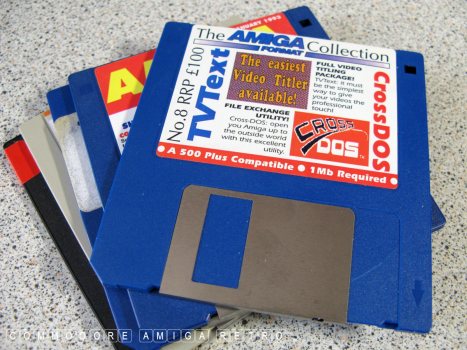 The AMIGA Collection
FORMAT
No.8 RRP £100
TVText
The easiest
Video Titler
available!
FULL VIDEO
TITLING
PACKAGE!
TVText: it must
be the simplest
way to give
your videos the
professional
touch!
FILE EXCHANGE
UTILITY!
Cross-DOS: open
you Amiga up to
the outside world
with this excellent
utility.
CROSS
DOS
CrossDOS
• A 500 Plus Compatible • 1Mb Required •
COMMODORE AMIGA RETRO